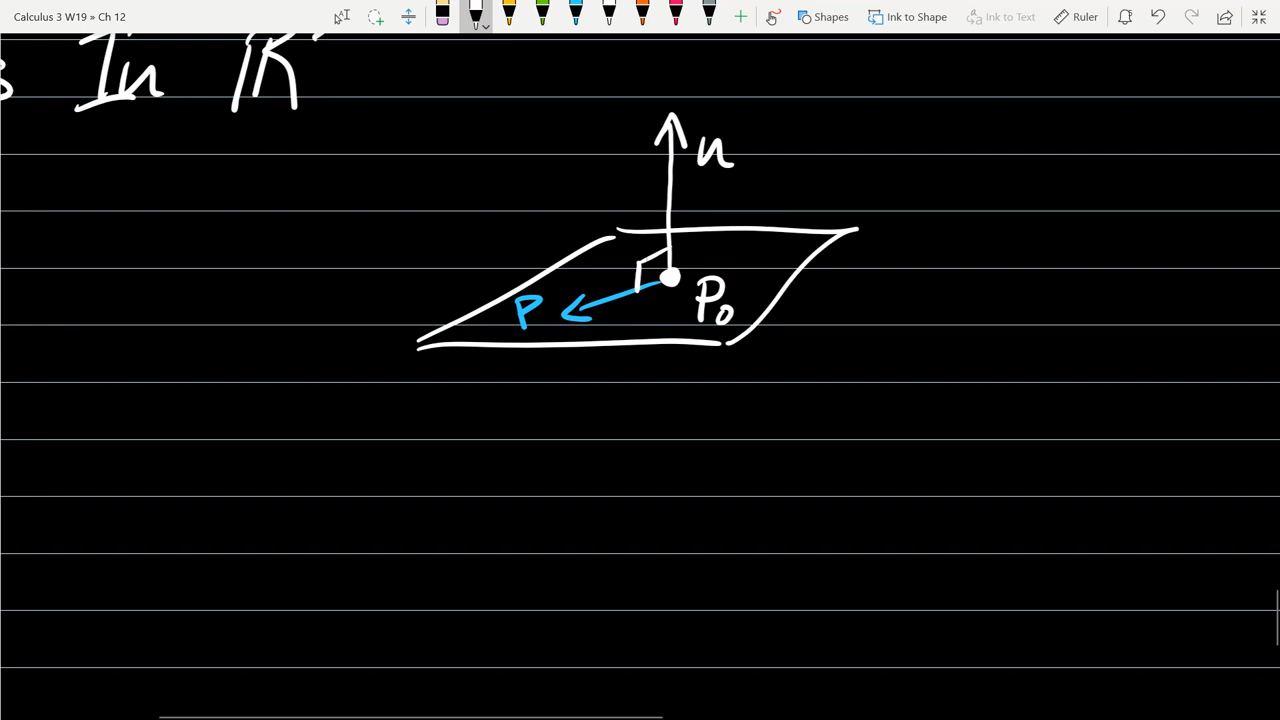 Calculus 3 W19 » Ch 12
Shapes
Ink to Shape
Ink to Text
Ruler
In ℝ
n
P
P₀